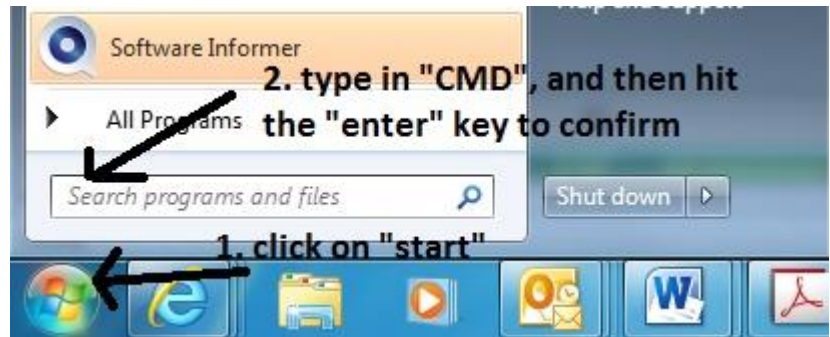 Software Informer
2. type in "CMD", and then hit
All Programs
the "enter" key to confirm
Search programs and files
Shut down
1. click on "start"